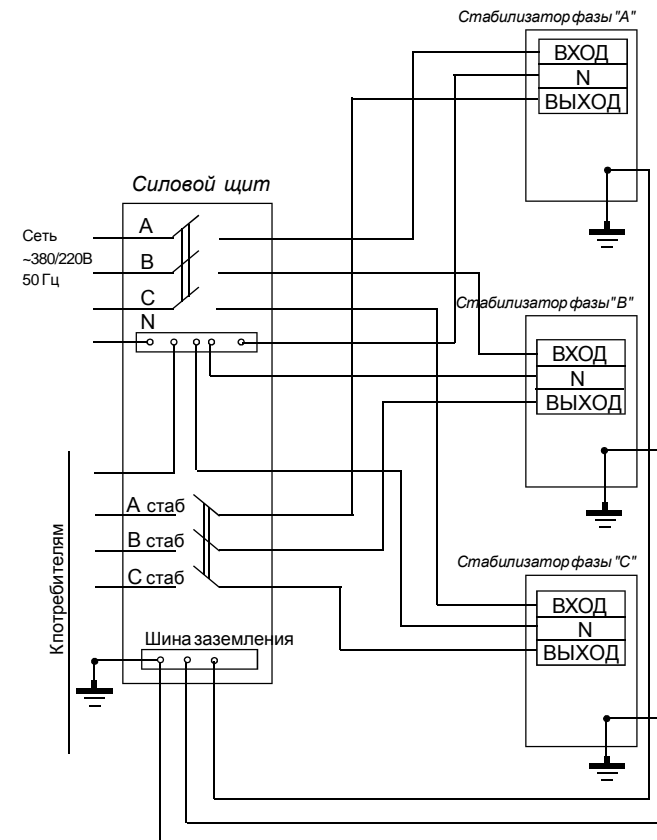 Стабилизатор фазы "А"
ВХОД
N
ВЫХОД
Силовой щит
А
Сеть
~380/220В
50 Гц
В
С
N
Стабилизатор фазы "В"
ВХОД
N
ВЫХОД
К потребителям
А стаб
В стаб
С стаб
Стабилизатор фазы "С"
ВХОД
N
ВЫХОД
Шина заземления